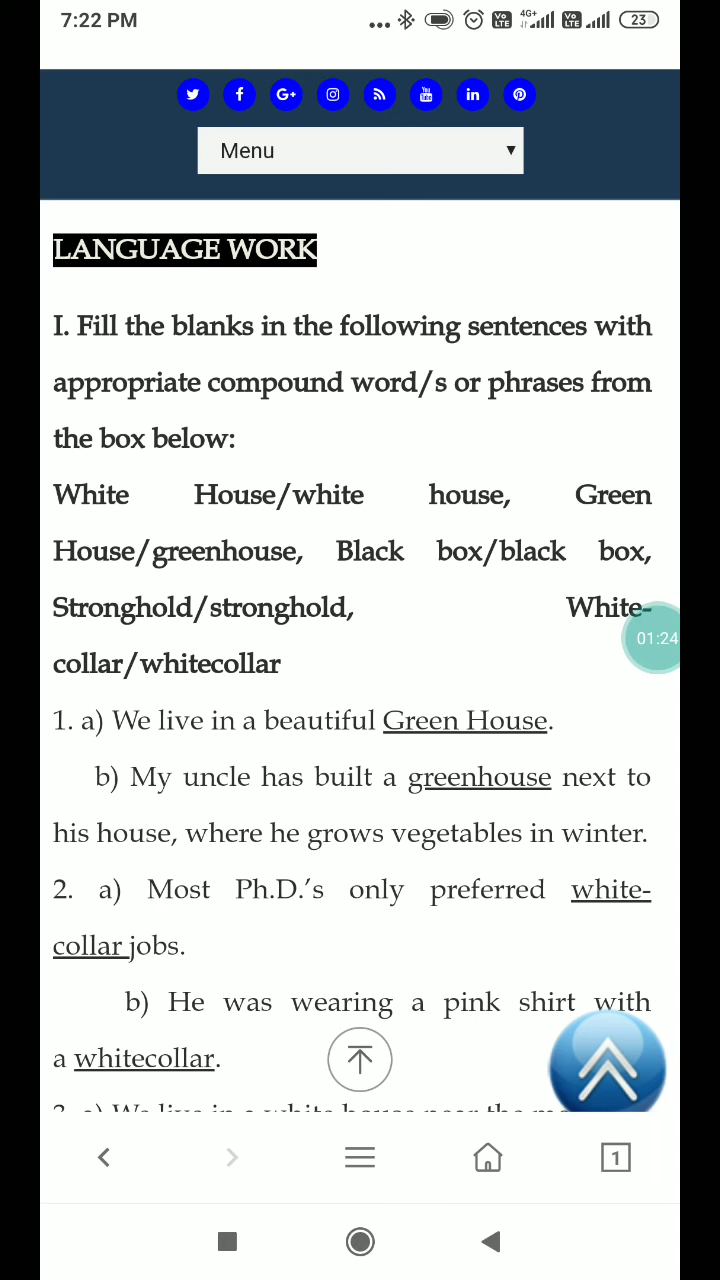 7:22 PM
4G+
23
Menu
LANGUAGE WORK
I. Fill the blanks in the following sentences with
appropriate compound word/s or phrases from
the box below:
White House/white house, Green
House/greenhouse, Black box/black box,
Stronghold/stronghold, White-
01:24
collar/whitecollar
1. a) We live in a beautiful Green House.
b) My uncle has built a greenhouse next to
his house, where he grows vegetables in winter.
2. a) Most Ph.D.'s only preferred white-
collar jobs.
b) He was wearing a pink shirt with
a whitecollar.
1